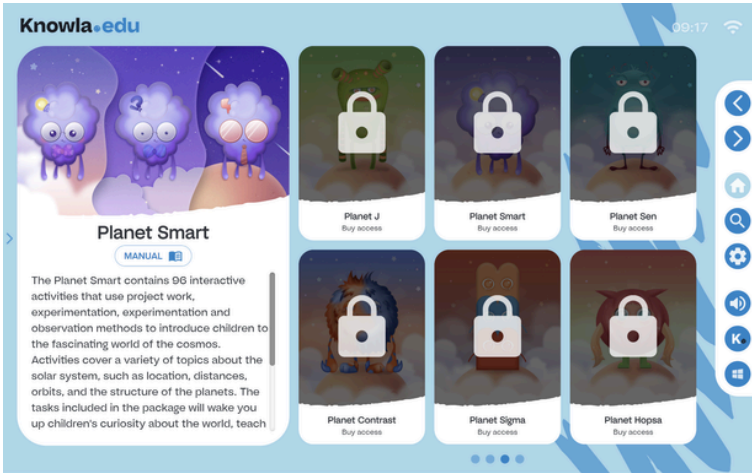 Knowla.edu
09:17
Planet Smart
MANUAL
The Planet Smart contains 96 interactive
activities that use project work,
experimentation, experimentation and
observation methods to introduce children to
the fascinating world of the cosmos.
Activities cover a variety of topics about the
solar system, such as location, distances,
orbits, and the structure of the planets. The
tasks included in the package will wake you
up children's curiosity about the world, teach
Planet J
Buy access
Planet Smart
Buy access
Planet Sen
Buy access
Planet Contrast
Buy access
Planet Sigma
Buy access
Planet Hopsa
Buy access
K.